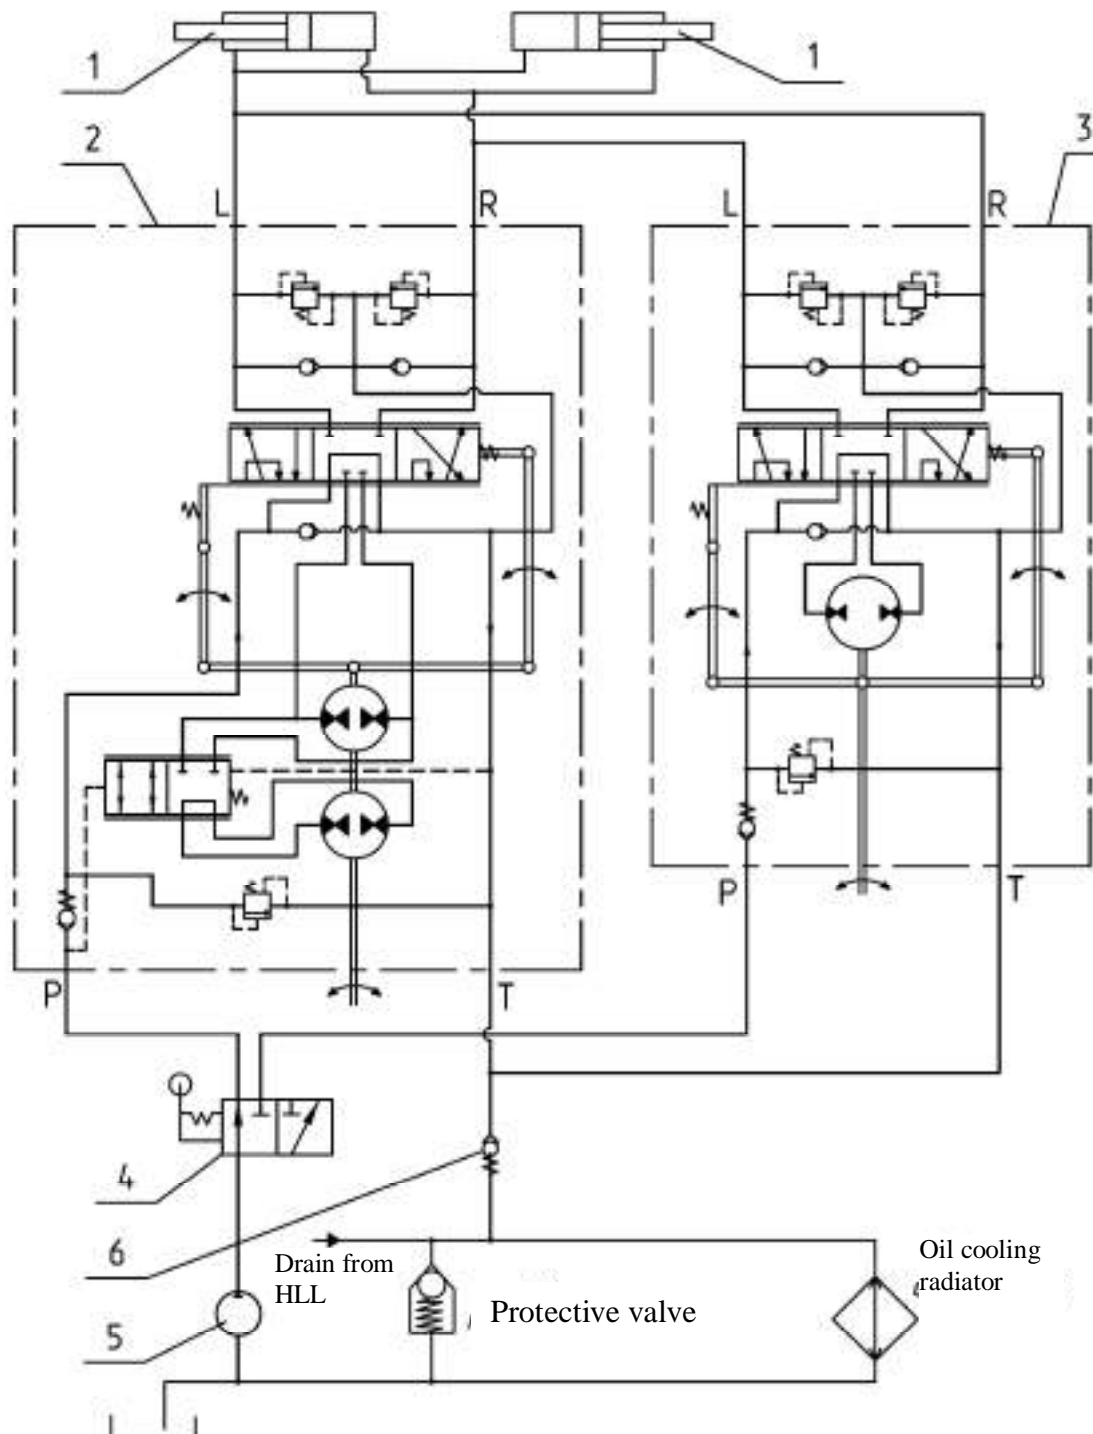 1
1
2
3
L
R
L
R
P
T
P
T
4
6
Drain from
HLL
Oil cooling
radiator
Protective valve
5